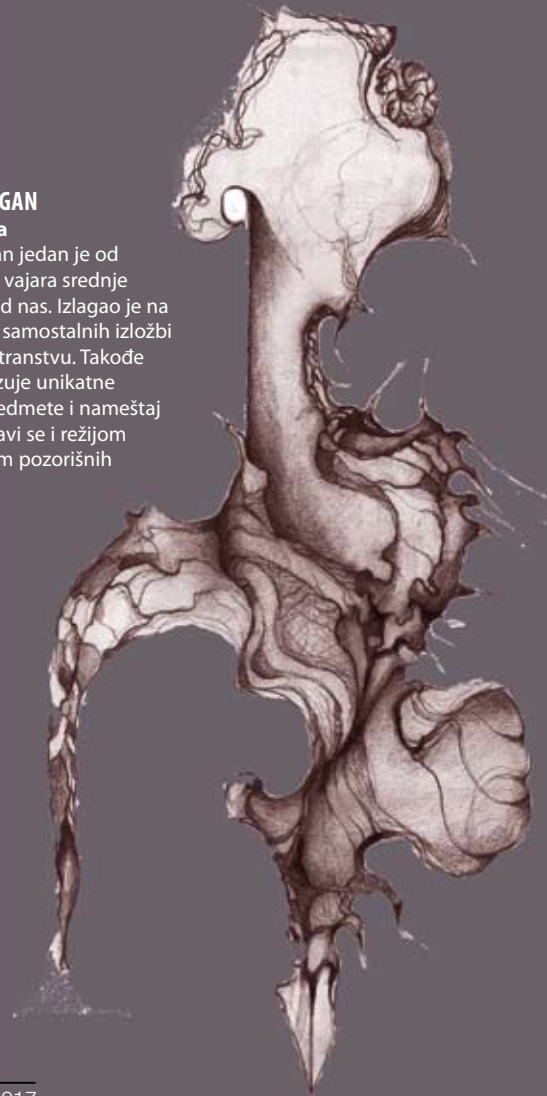 GAN
a
an jedan je od
vajara srednje
d nas. Izlagao je na
samostalnih izložbi
transtvu. Takođe
zuje unikatne
edmete i nameštaj
avi se i režijom
m pozorišnih
017